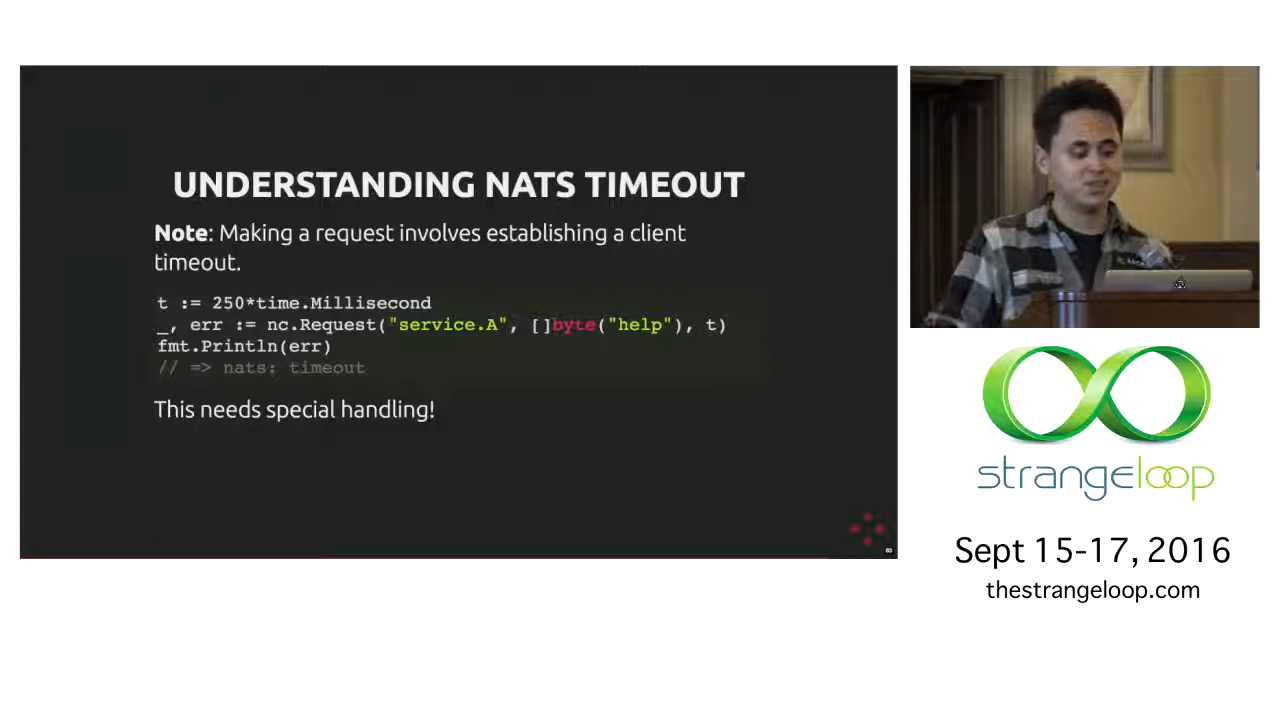 UNDERSTANDING NATS TIMEOUT
Note: Making a request involves establishing a client
timeout.
t := 250*time.Millisecond
_, err := nc.Request("service.A", []byte("help"), t)
fmt.Println(err)
// => nats: timeout
This needs special handling!
strangeloop
Sept 15-17, 2016
thestrangeloop.com